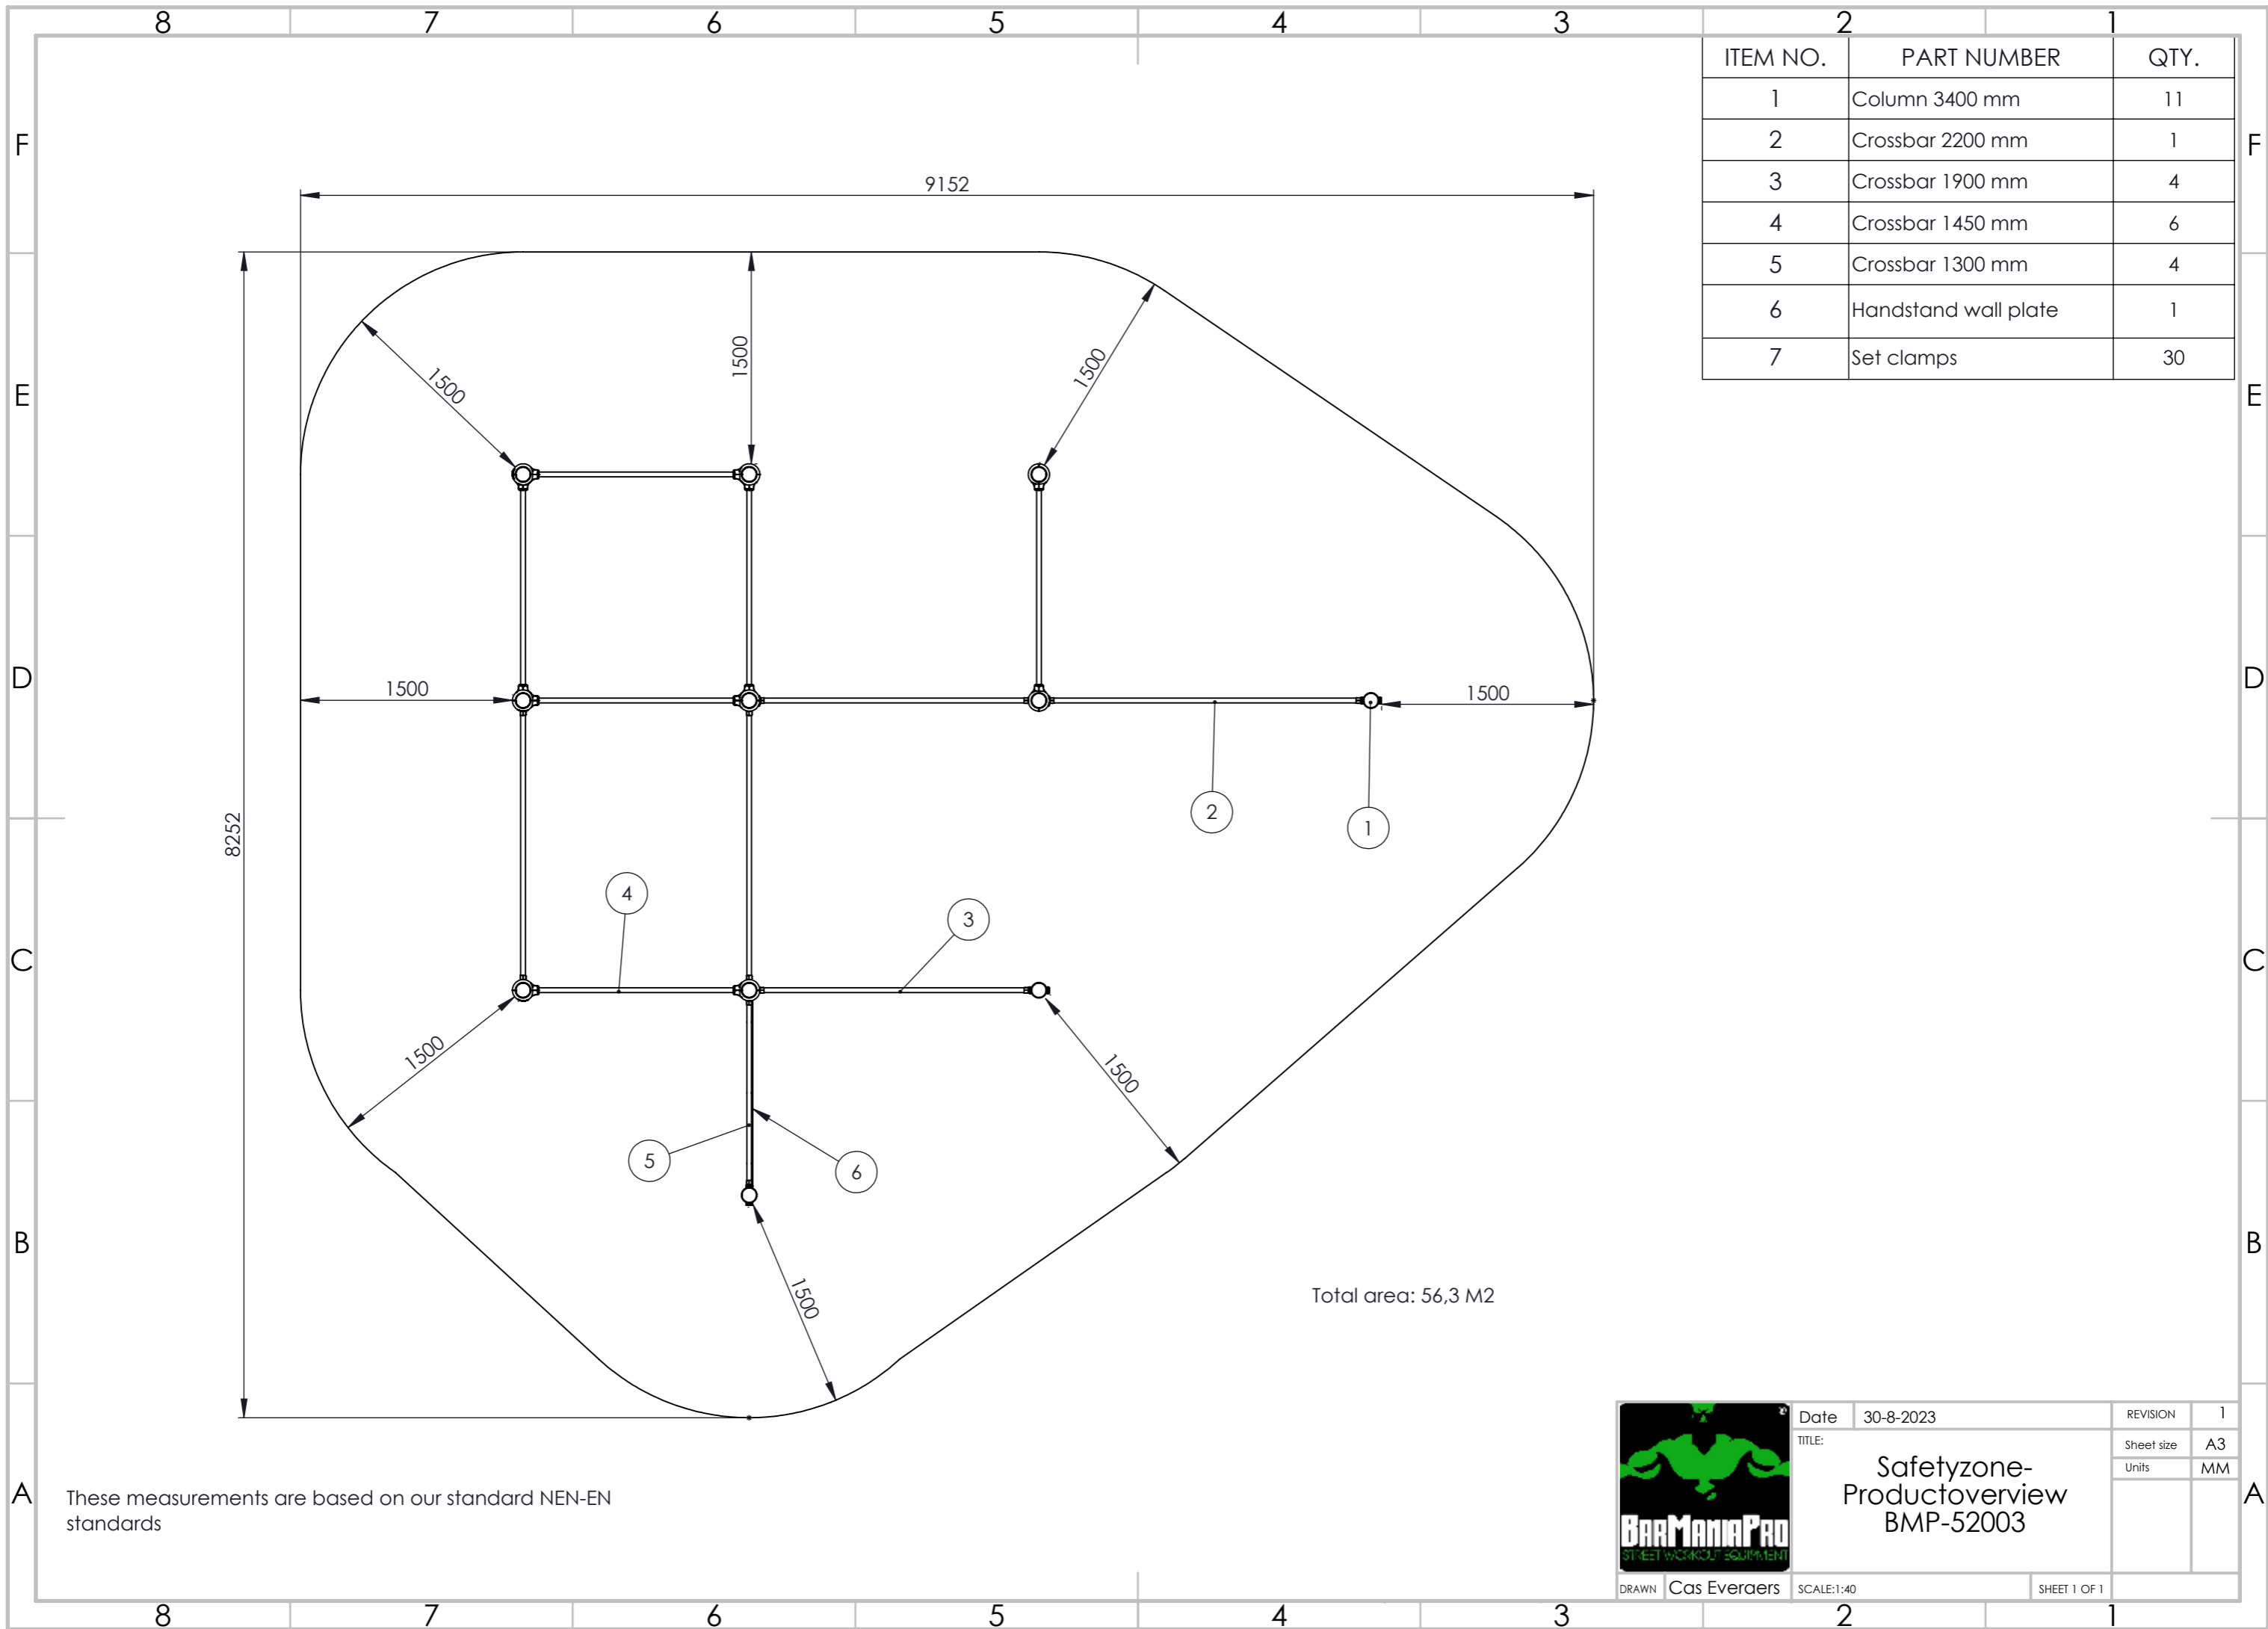 8 7 6 5 4 3 2 1
ITEM NO. PART NUMBER QTY.
1 Column 3400 mm 11
2 Crossbar 2200 mm 1
3 Crossbar 1900 mm 4
4 Crossbar 1450 mm 6
5 Crossbar 1300 mm 4
6 Handstand wall plate 1
7 Set clamps 30
F F
9152
1500
1500
1500
E E
D D
1500
1500
2
1
8252
4
3
C C
1500
1500
5
6
B B
1500
Total area: 56,3 M2
A A
These measurements are based on our standard NEN-EN
standards
BARMANIAPRO
STREET WORKOUT EQUIPMENT
Date 30-8-2023
REVISION 1
TITLE:
Safetyzone-
Productoverview
BMP-52003
Sheet size A3
Units MM
DRAWN Cas Everaers
SCALE:1:40
SHEET 1 OF 1
8 7 6 5 4 3 2 1